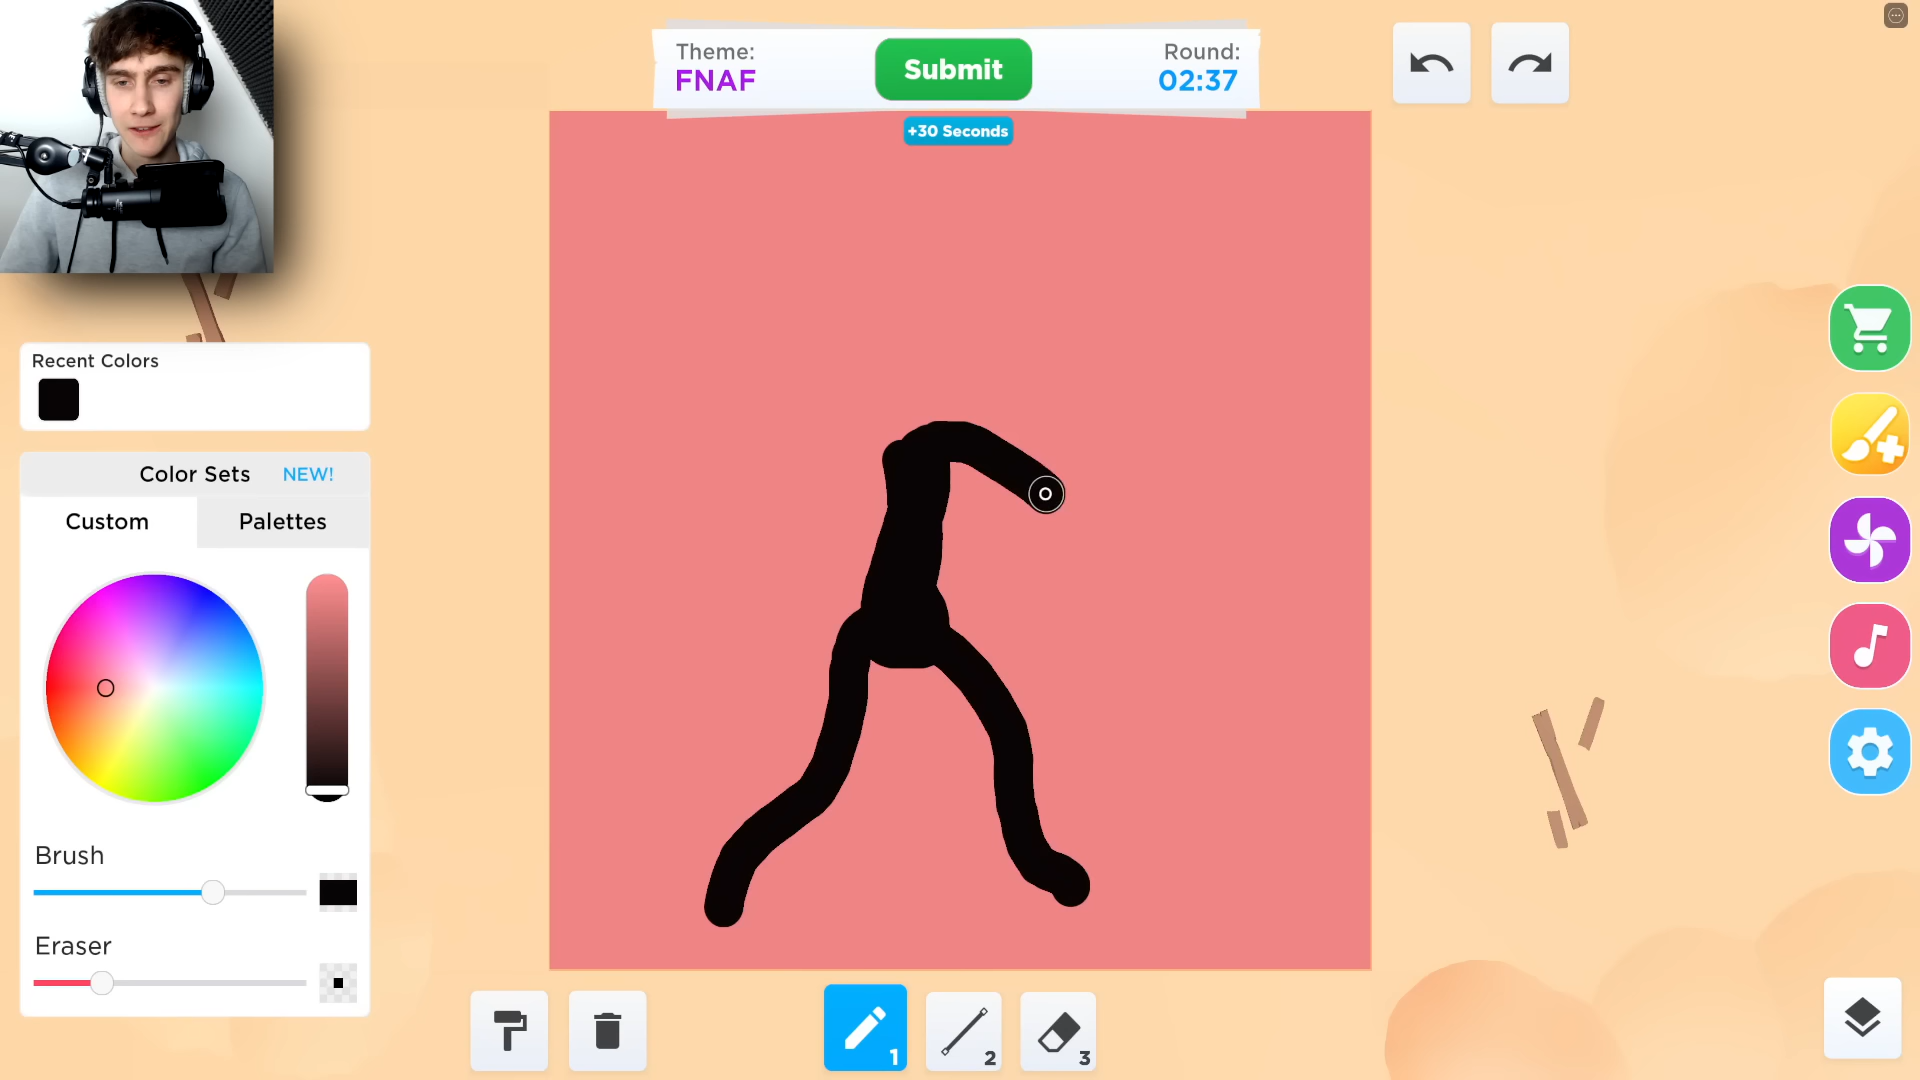 Theme:
FNAF
Submit
Round:
02:37
+30 Seconds
Recent Colors
Color Sets NEW!
Custom
Palettes
Brush
Eraser
1
2
3